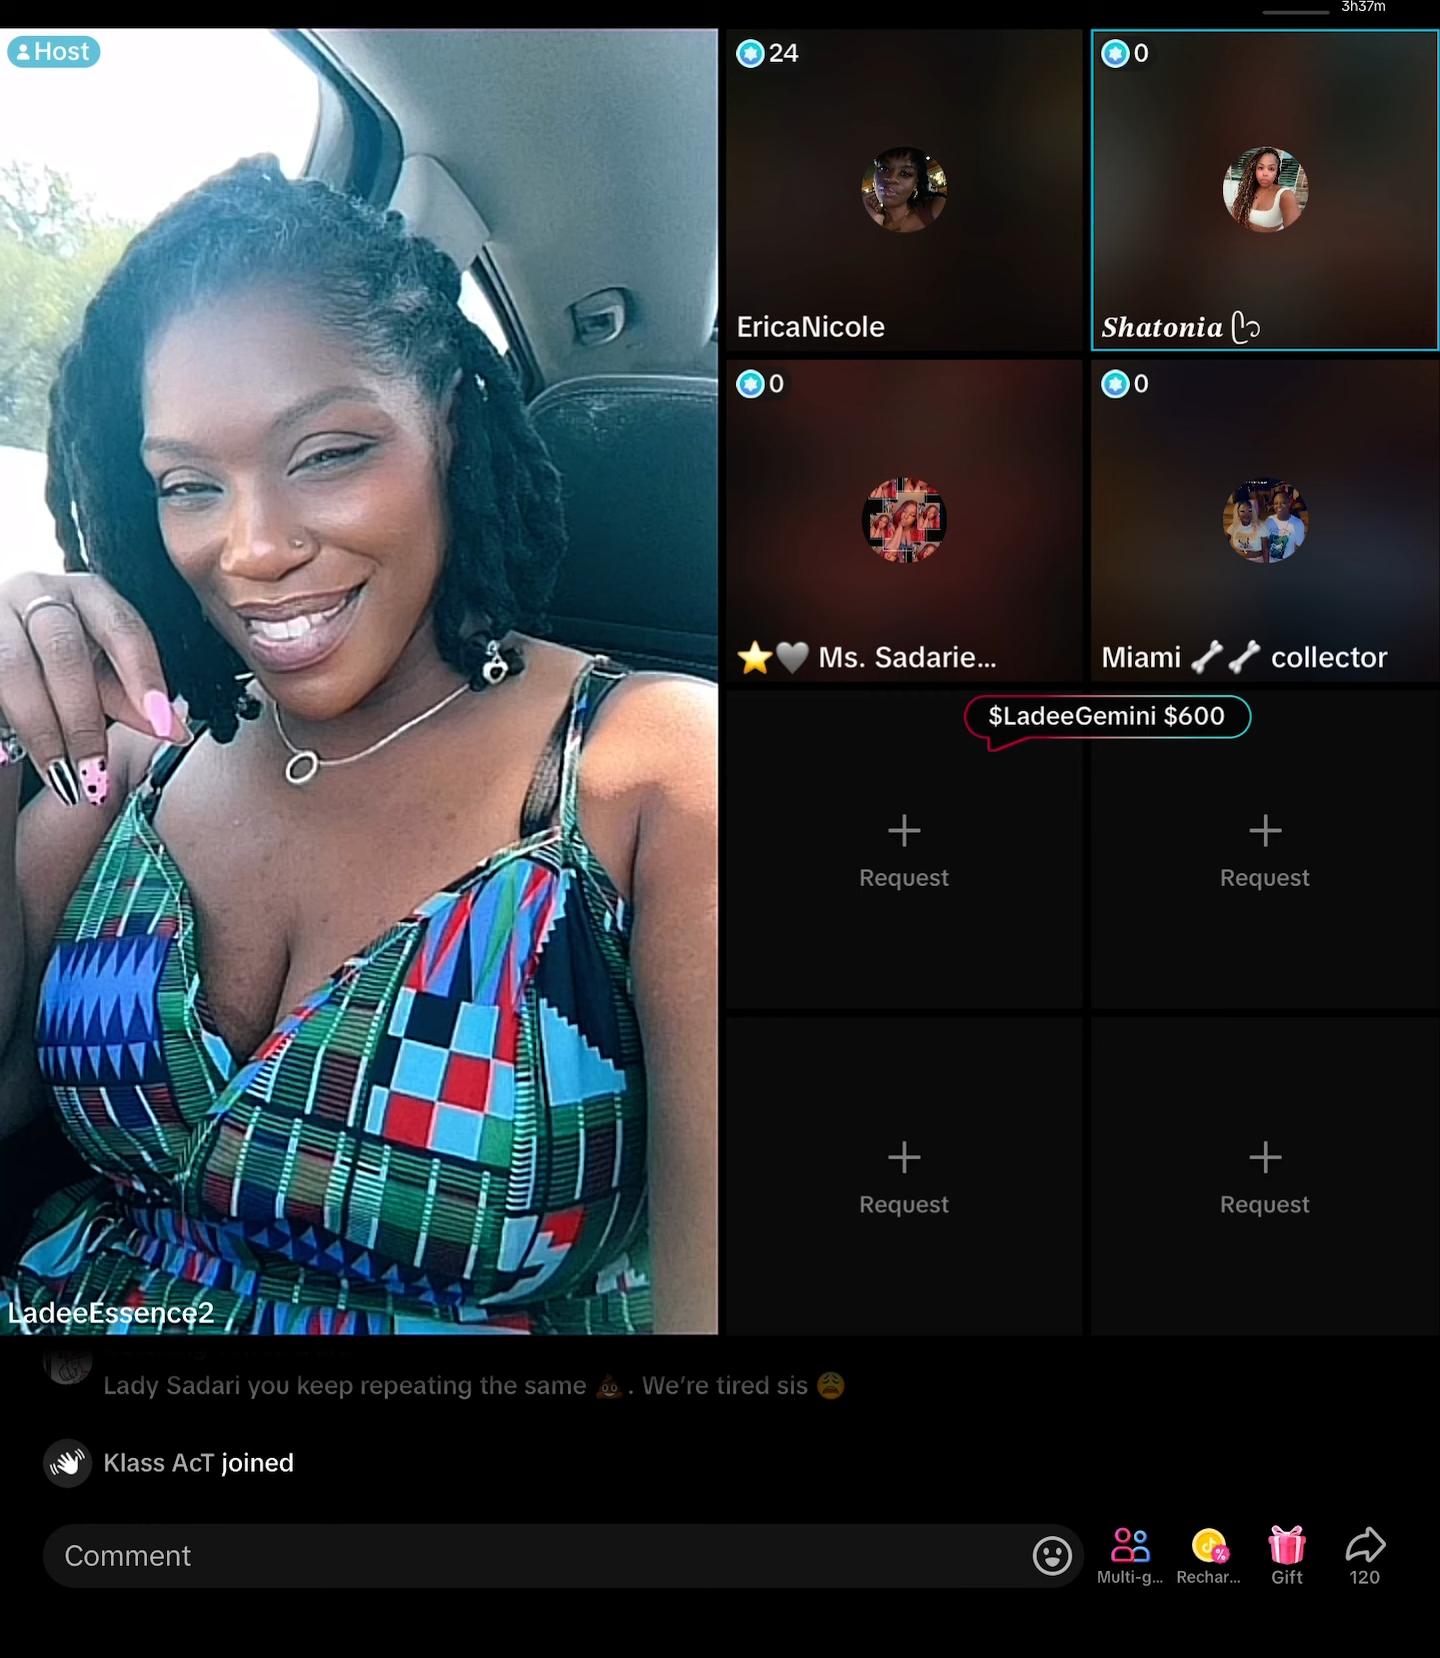 3h37m
Host
24
0
EricaNicole
Shatonia
0
0
Ms. Sadarie...
Miami 🦴🦴 collector
$LadeeGemini $600
Request
Request
Request
Request
LadeeEssence2
Lady Sadari you keep repeating the same 💩. We’re tired sis 😩
Klass AcT joined
Comment
Multi-g...
Rechar...
Gift
120